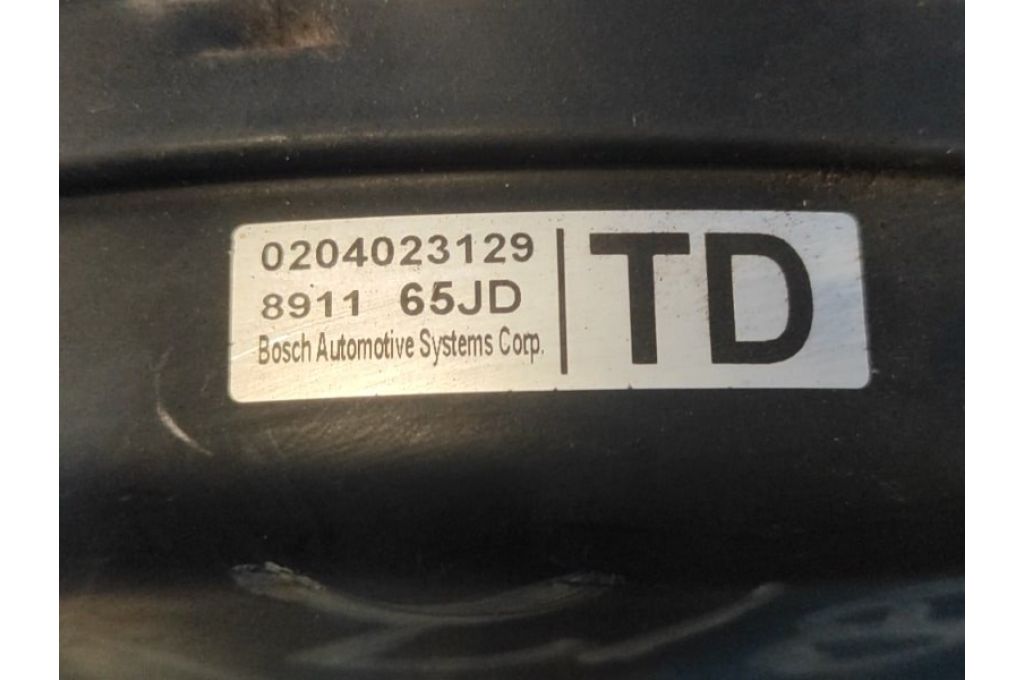 0204023129
8911 65JD
Bosch Automotive Systems Corp.
TD